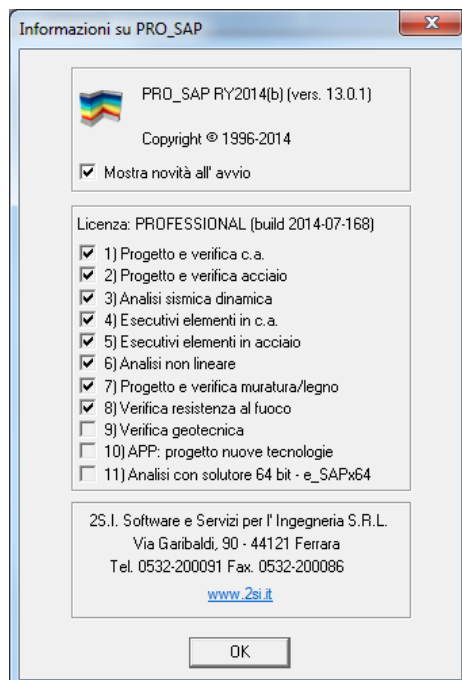 Informazioni su PRO_SAP
PRO_SAP RY2014(b) (vers. 13.0.1)
Copyright © 1996-2014
Mostra novità all' avvio
Licenza: PROFESSIONAL (build 2014-07-168)
1) Progetto e verifica c.a.
2) Progetto e verifica acciaio
3) Analisi sismica dinamica
4) Esecutivi elementi in c.a.
5) Esecutivi elementi in acciaio
6) Analisi non lineare
7) Progetto e verifica muratura/legno
8) Verifica resistenza al fuoco
9) Verifica geotecnica
10) APP: progetto nuove tecnologie
11) Analisi con solutore 64 bit - e_SAPx64
2S.I. Software e Servizi per l' Ingegneria S.R.L.
Via Garibaldi, 90 - 44121 Ferrara
Tel. 0532-200091 Fax. 0532-200086
www.2si.it
OK